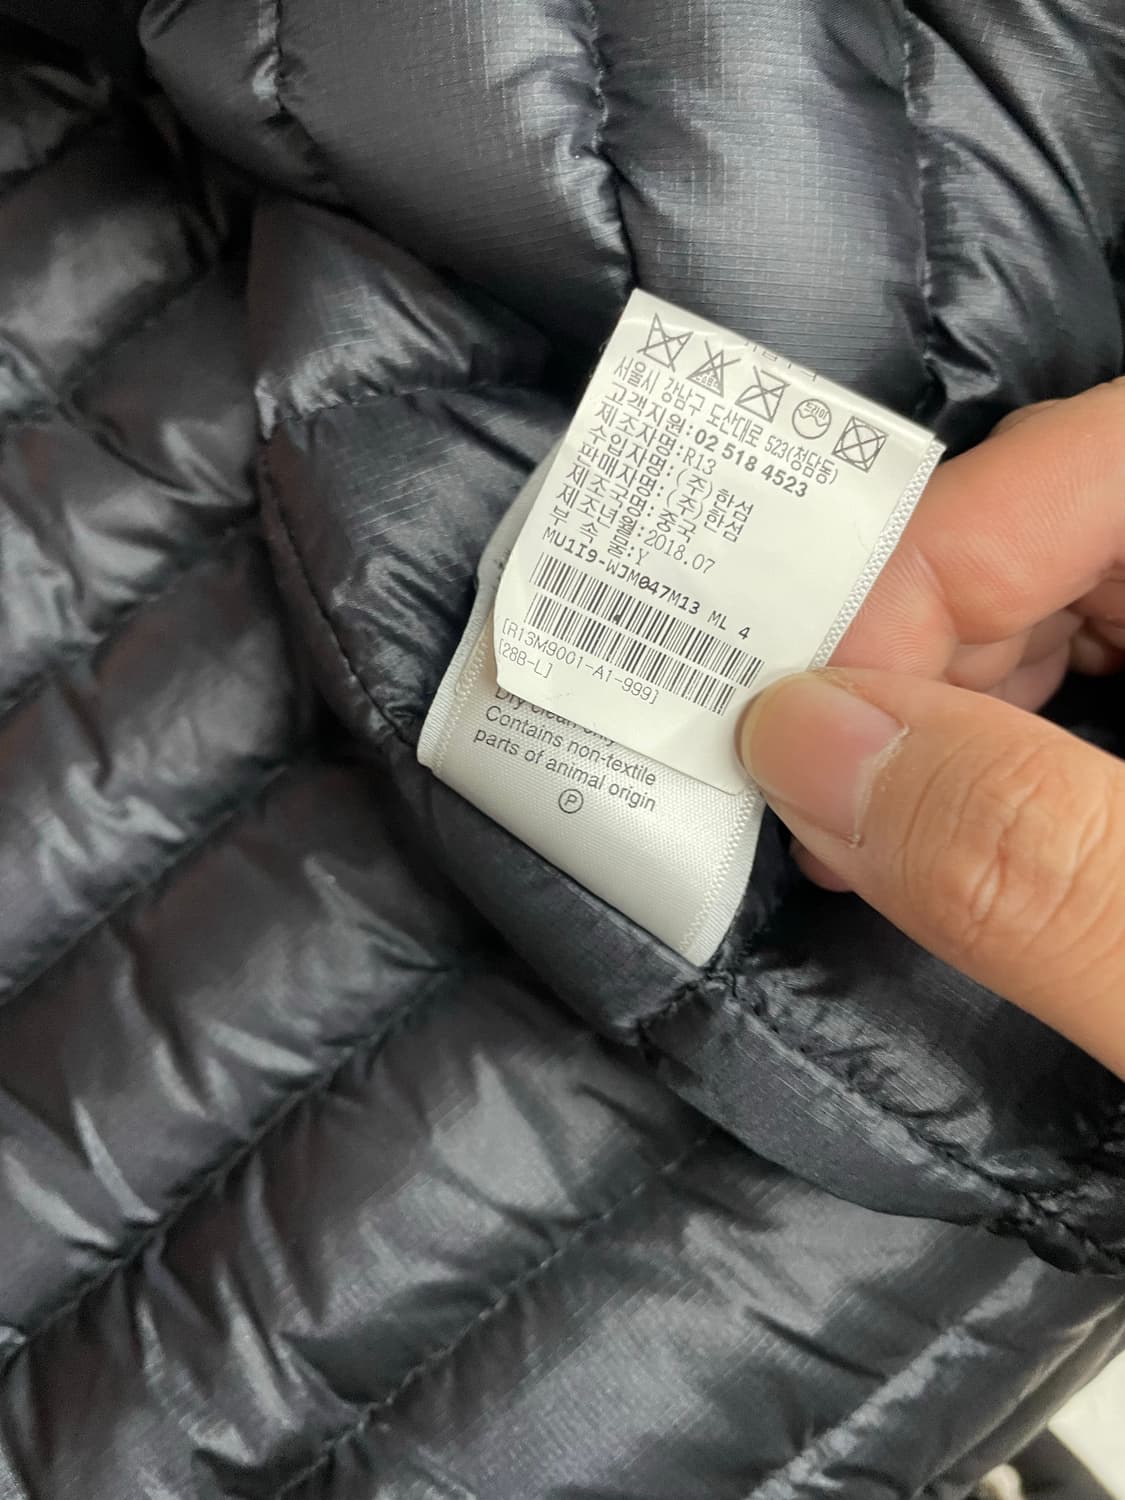 서울시 강남구 도산대로 523(청담동)
고객지원:02 518 4523
제조자명:R13
수입자명:(주)한섬
판매자명:(주)한섬
제조국명:중국
제조년월:2018.07
부 속 물:Y
MU1I9-WJM047M13 ML 4
[R13M9001-A1-999]
[28B-L]
Dry clean only
Contains non-textile
parts of animal origin
P